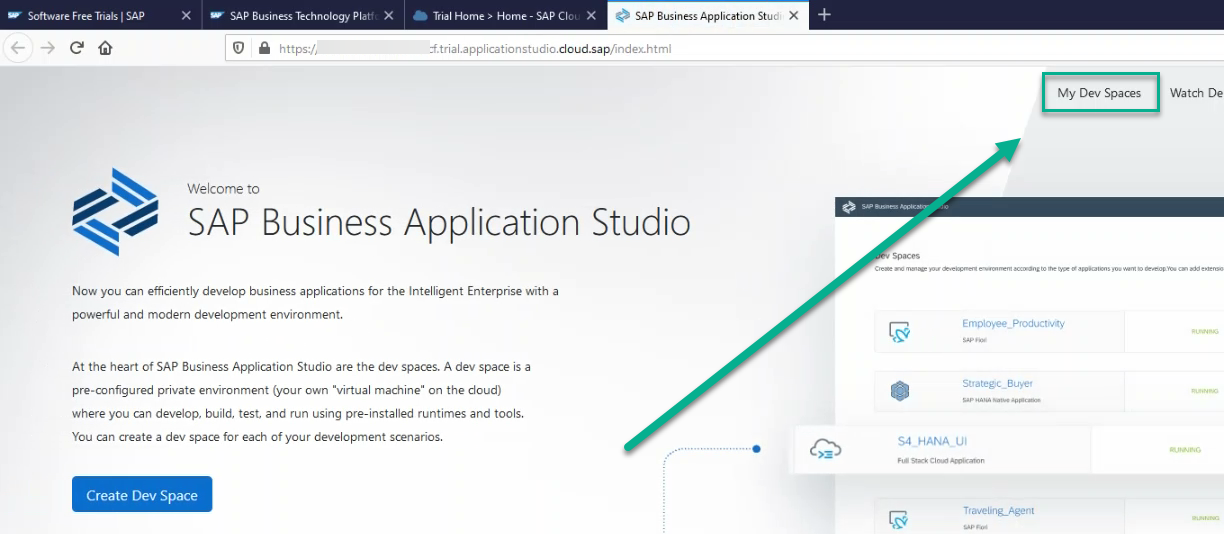 Software Free Trials | SAP
SAP Business Technology Platf
Trial Home > Home - SAP Clou
SAP Business Application Studi
https://
cf.trial.applicationstudio.cloud.sap/index.html
My Dev Spaces
Watch De
Welcome to
SAP Business Application Studio
Now you can efficiently develop business applications for the Intelligent Enterprise with a
powerful and modern development environment.
At the heart of SAP Business Application Studio are the dev spaces. A dev space is a
pre-configured private environment (your own "virtual machine" on the cloud)
where you can develop, build, test, and run using pre-installed runtimes and tools.
You can create a dev space for each of your development scenarios.
Create Dev Space
SAP Business Application Studio
Dev Spaces
Create and manage your development environment according to the type of applications you want to develop.You can add extension
Employee_Productivity
SAP Fiori
RUNNING
Strategic_Buyer
SAP HANA Native Application
RUNNING
S4_HANA_UI
Full Stack Cloud Application
RUNNING
Traveling_Agent
SAP Fiori
RUNNING